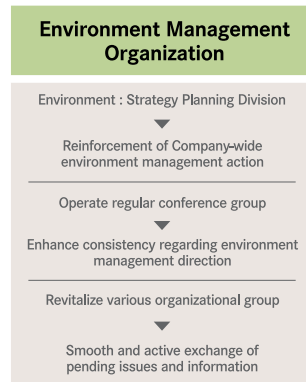 Environment Management
Organization
Environment : Strategy Planning Division
Reinforcement of Company-wide
environment management action
Operate regular conference group
Enhance consistency regarding environment
management direction
Revitalize various organizational group
Smooth and active exchange of
pending issues and information